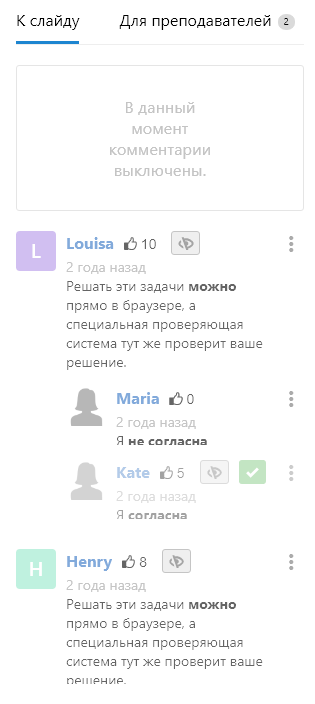 К слайду Для преподавателей 2
В данный
момент
комментарии
выключены.
L Louisa 10
2 года назад
Решать эти задачи можно
прямо в браузере, а
специальная проверяющая
система тут же проверит ваше
решение.
Maria 0
2 года назад
Я не согласна
Kate 5
2 года назад
Я согласна
H Henry 8
2 года назад
Решать эти задачи можно
прямо в браузере, а
специальная проверяющая
система тут же проверит ваше
решение.